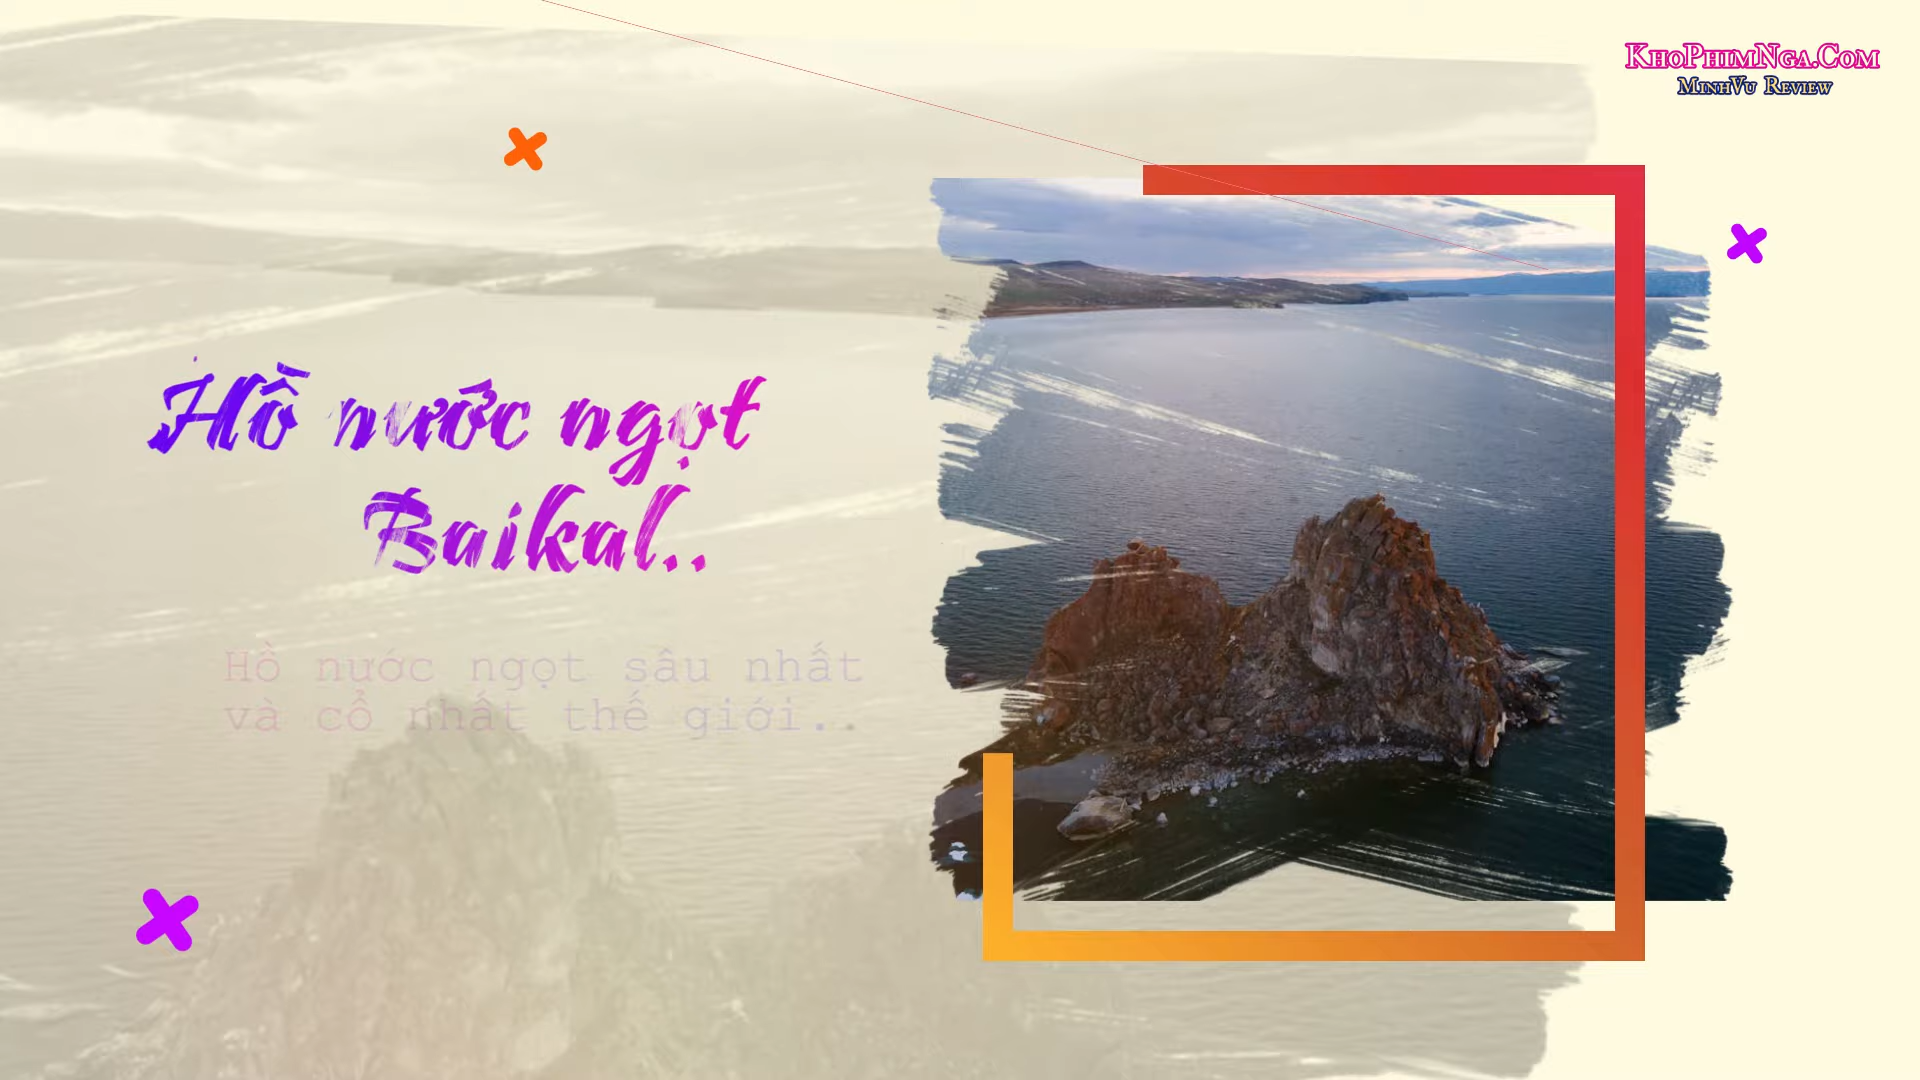 KhoPhimNga.Com
MinhVu Review
Hồ nước ngọt
Baikal..
Hồ nước ngọt sâu nhất
và cổ nhất thế giới..